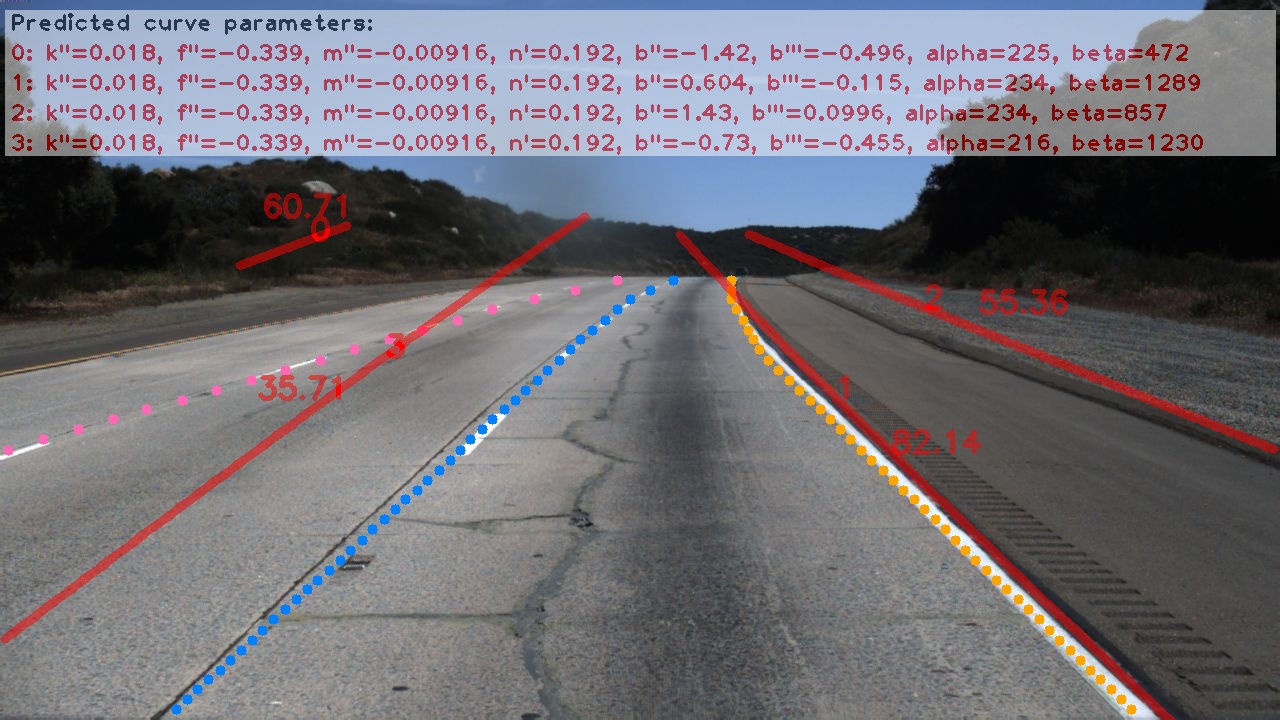 Predicted curve parameters:
0: k''=0.018, f''=−0.339, m''=−0.00916, n'=0.192, b''=−1.42, b'''=−0.496, alpha=225, beta=472
1: k''=0.018, f''=−0.339, m''=−0.00916, n'=0.192, b''=0.604, b'''=−0.115, alpha=234, beta=1289
2: k''=0.018, f''=−0.339, m''=−0.00916, n'=0.192, b''=1.43, b'''=0.0996, alpha=234, beta=857
3: k''=0.018, f''=−0.339, m''=−0.00916, n'=0.192, b''=−0.73, b'''=−0.455, alpha=216, beta=1230
60.71
0
2 55.36
3
35.71
1
82.14